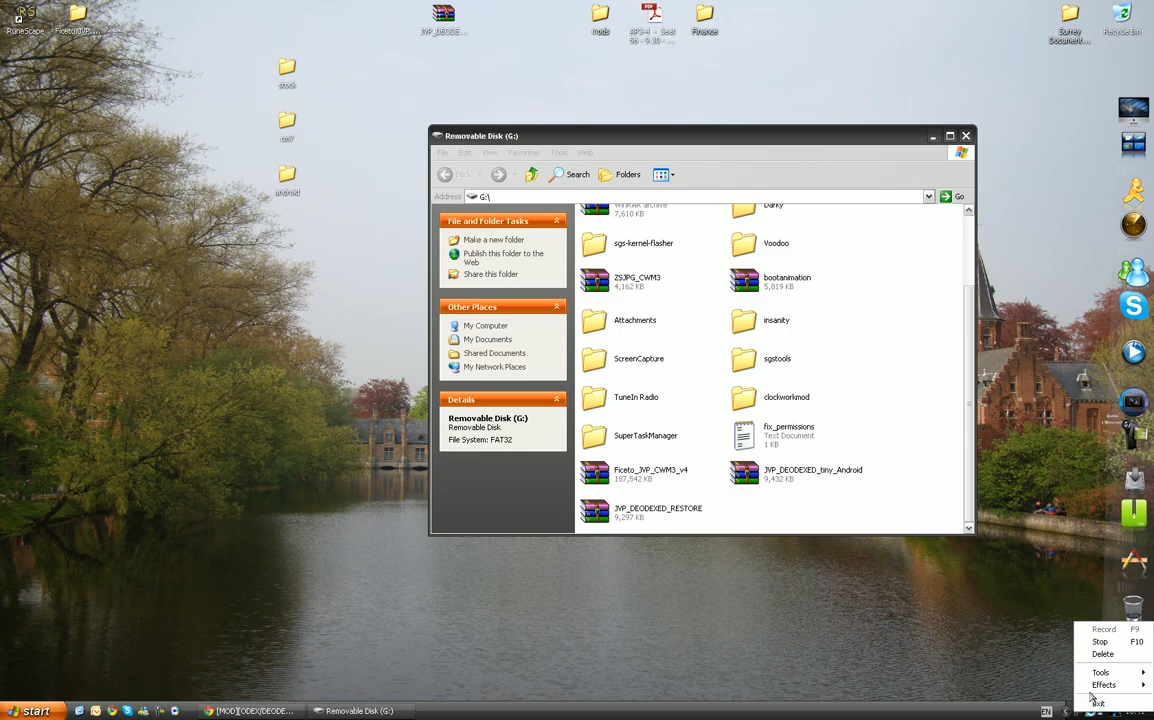 RuneScape
FicetoJVP...
JVP_DEODE...
mods
AP3-4 - Seat
S6 - 9.30 - ...
Finance
Surrey
Document...
Recycle Bin
stock
cm7
android
Removable Disk (G:)
File Edit View Favorites Tools Help
Back Search Folders
Address G:\ Go
File and Folder Tasks
Make a new folder
Publish this folder to the
Web
Share this folder
Other Places
My Computer
My Documents
Shared Documents
My Network Places
Details
Removable Disk (G:)
Removable Disk
File System: FAT32
WinRAR archive
7,610 KB
Darky
sgs-kernel-flasher
Voodoo
ZSJPG_CWM3
4,162 KB
bootanimation
5,819 KB
Attachments
insanity
ScreenCapture
sgstools
TuneIn Radio
clockworkmod
SuperTaskManager
fix_permissions
Text Document
1 KB
Ficeto_JVP_CWM3_v4
187,542 KB
JVP_DEODEXED_tiny_Android
9,432 KB
JVP_DEODEXED_RESTORE
9,297 KB
Record F9
Stop F10
Delete
Tools
Effects
Exit
start
[MOD][ODEX/DEODE...
Removable Disk (G:)
EN